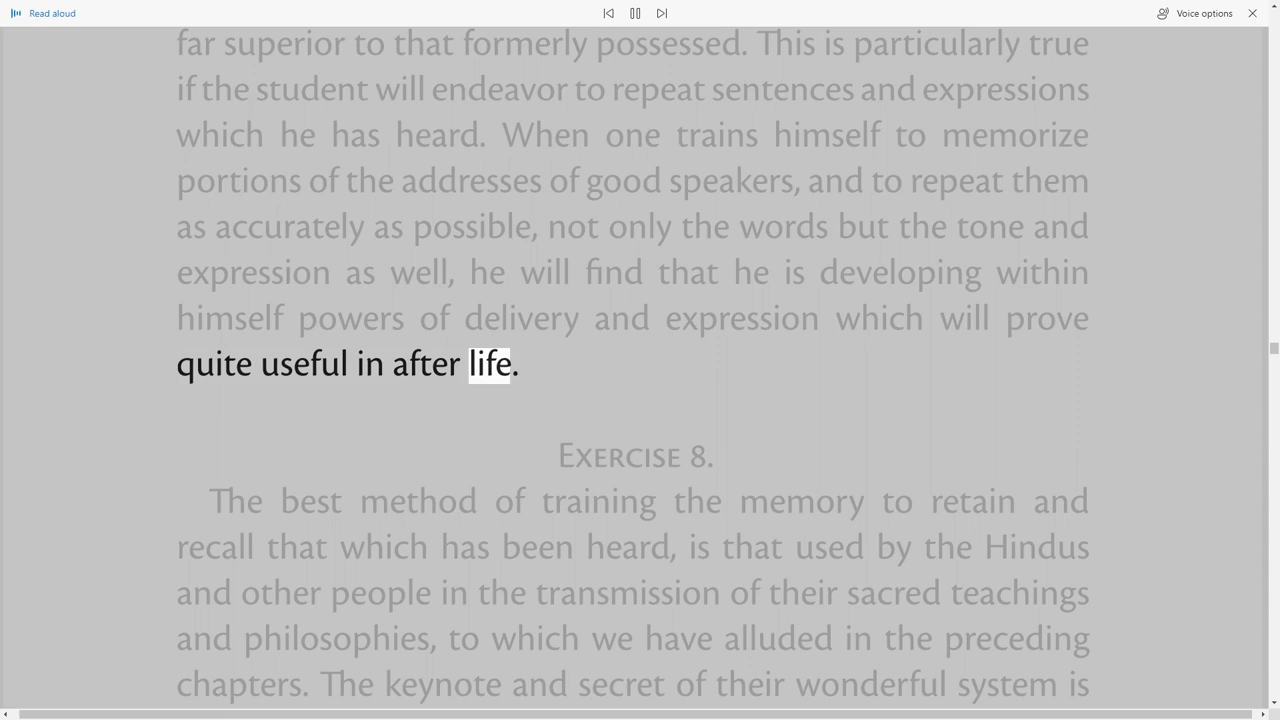 Read aloud
Voice options
far superior to that formerly possessed. This is particularly true
if the student will endeavor to repeat sentences and expressions
which he has heard. When one trains himself to memorize
portions of the addresses of good speakers, and to repeat them
as accurately as possible, not only the words but the tone and
expression as well, he will find that he is developing within
himself powers of delivery and expression which will prove
quite useful in after life.
Exercise 8.
The best method of training the memory to retain and
recall that which has been heard, is that used by the Hindus
and other people in the transmission of their sacred teachings
and philosophies, to which we have alluded in the preceding
chapters. The keynote and secret of their wonderful system is